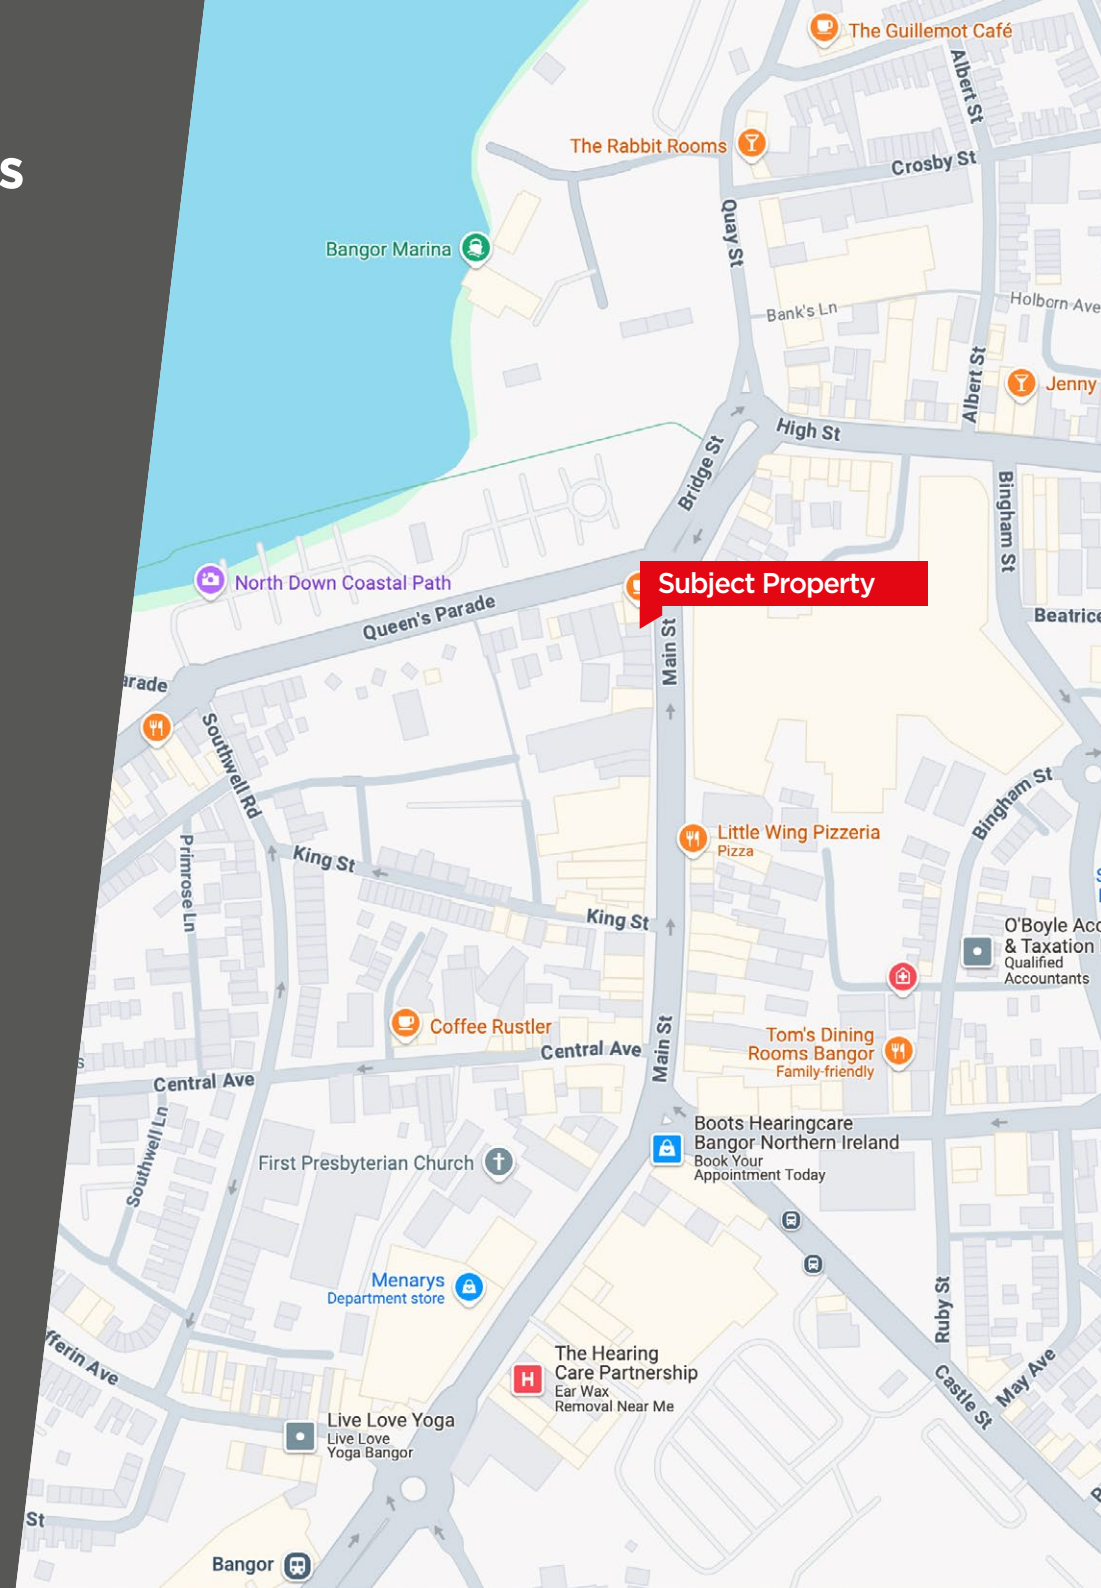 s
The Guillemot Café
Albert St
The Rabbit Rooms
Crosby St
Quay St
Bangor Marina
Bank's Ln
Holborn Ave
Albert St
Jenny
High St
Bridge St
Bingham St
North Down Coastal Path
Subject Property
Queen's Parade
Beatrice
Main St
arade
Southwell Rd
Bingham St
Little Wing Pizzeria
Pizza
Primrose Ln
King St
King St
O'Boyle Acc
& Taxation
Qualified
Accountants
Coffee Rustler
Tom's Dining
Rooms Bangor
Family-friendly
Main St
Central Ave
Central Ave
s
Southwell Ln
Boots Hearingcare
Bangor Northern Ireland
Book Your
Appointment Today
First Presbyterian Church
Menarys
Department store
Ruby St
fferin Ave
The Hearing
Care Partnership
Ear Wax
Removal Near Me
May Ave
Castle St
Live Love Yoga
Live Love
Yoga Bangor
St
Bangor